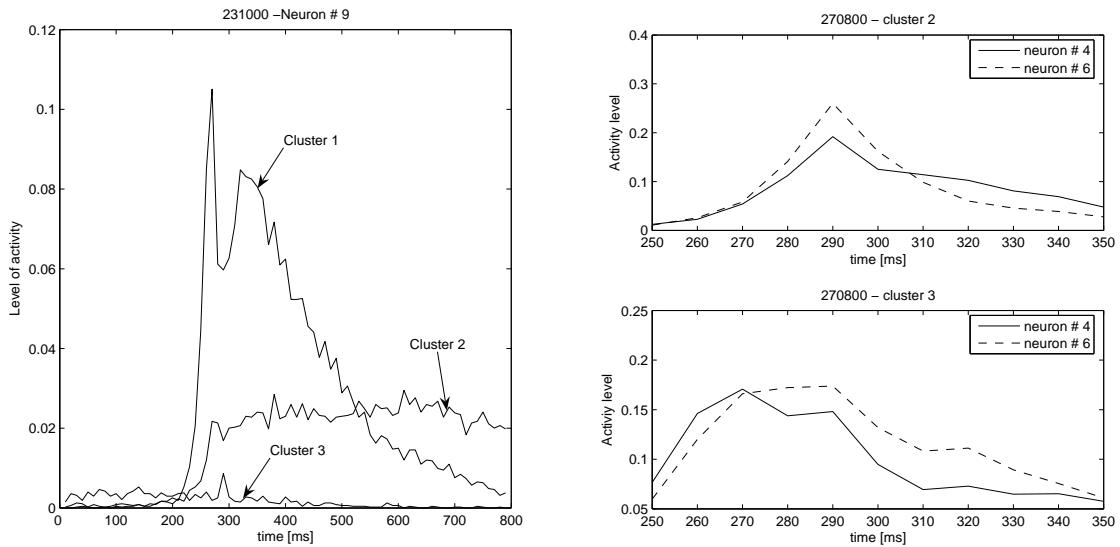 231000 −Neuron # 9
0.12
0.1
0.08
0.06
0.04
0.02
0
Level of activity
Cluster 1
Cluster 2
Cluster 3
0 100 200 300 400 500 600 700 800
time [ms]
270800 − cluster 2
0.4
0.3
0.2
0.1
0
Activity level
neuron # 4
neuron # 6
250 260 270 280 290 300 310 320 330 340 350
time [ms]
270800 − cluster 3
0.25
0.2
0.15
0.1
0.05
Activiy level
neuron # 4
neuron # 6
250 260 270 280 290 300 310 320 330 340 350
time [ms]